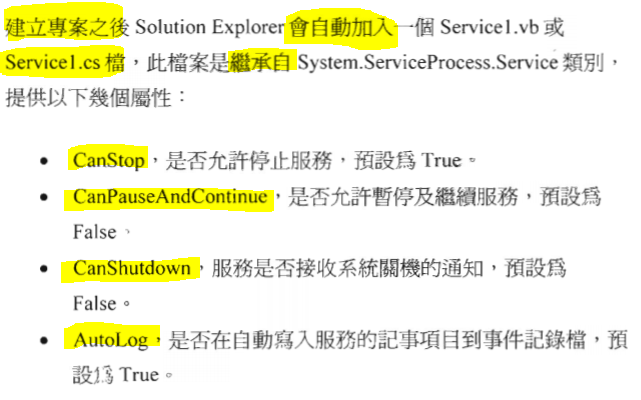 建立專案之後 Solution Explorer 會自動加入一個 Service1.vb 或
Service1.cs 檔，此檔案是繼承自 System.ServiceProcess.Service 類別，
提供以下幾個屬性：
• CanStop，是否允許停止服務，預設爲 True。
• CanPauseAndContinue，是否允許暫停及繼續服務，預設爲
False、
• CanShutdown，服務是否接收系統關機的通知，預設爲
False。
• AutoLog，是否在自動寫入服務的記事項目到事件記錄檔，預
設爲 True。